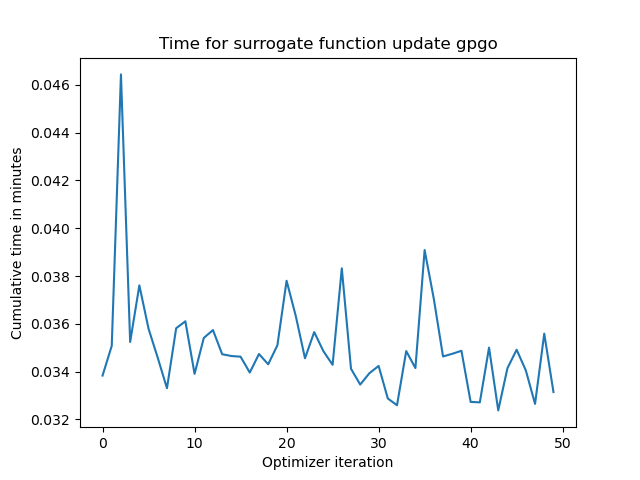 Time for surrogate function update gpgo
Cumulative time in minutes
0.046
0.044
0.042
0.040
0.038
0.036
0.034
0.032
0 10 20 30 40 50
Optimizer iteration